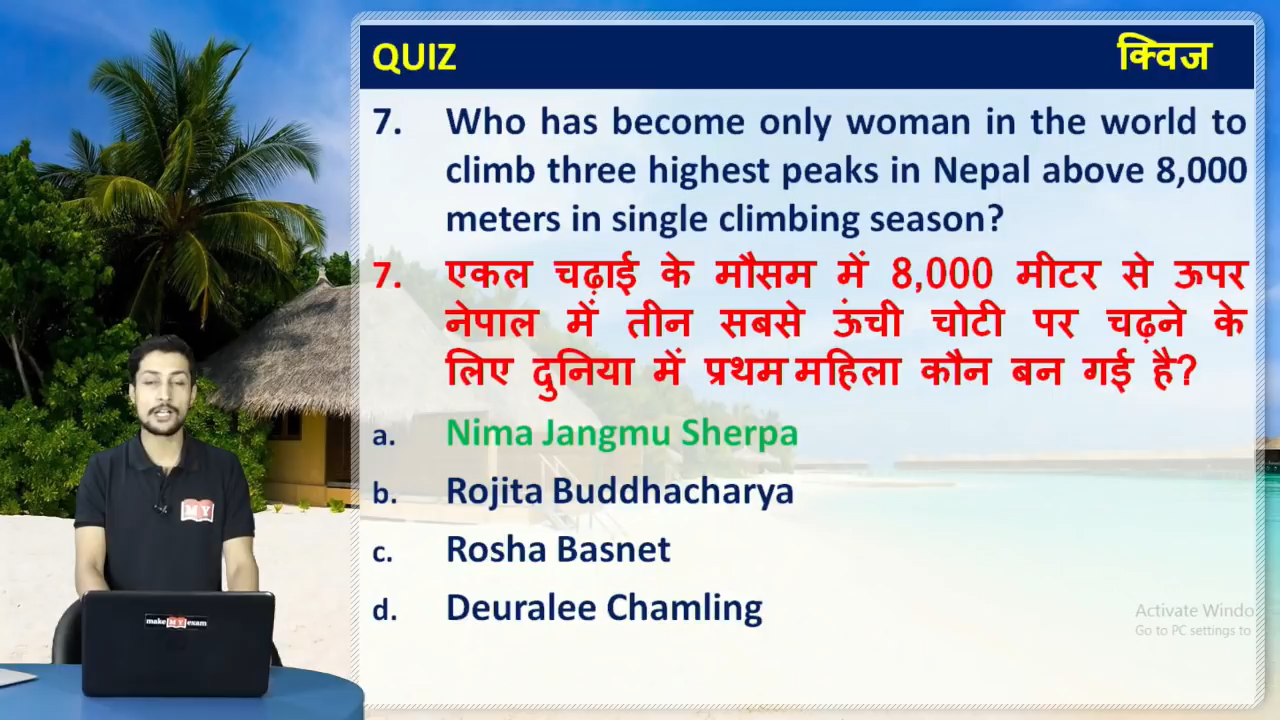 QUIZ क्विज
7. Who has become only woman in the world to
climb three highest peaks in Nepal above 8,000
meters in single climbing season?
7. एकल चढ़ाई के मौसम में 8,000 मीटर से ऊपर
नेपाल में तीन सबसे ऊंची चोटी पर चढ़ने के
लिए दुनिया में प्रथम महिला कौन बन गई है?
a. Nima Jangmu Sherpa
b. Rojita Buddhacharya
c. Rosha Basnet
d. Deuralee Chamling
MY
make MY exam
Activate Windo
Go to PC settings to